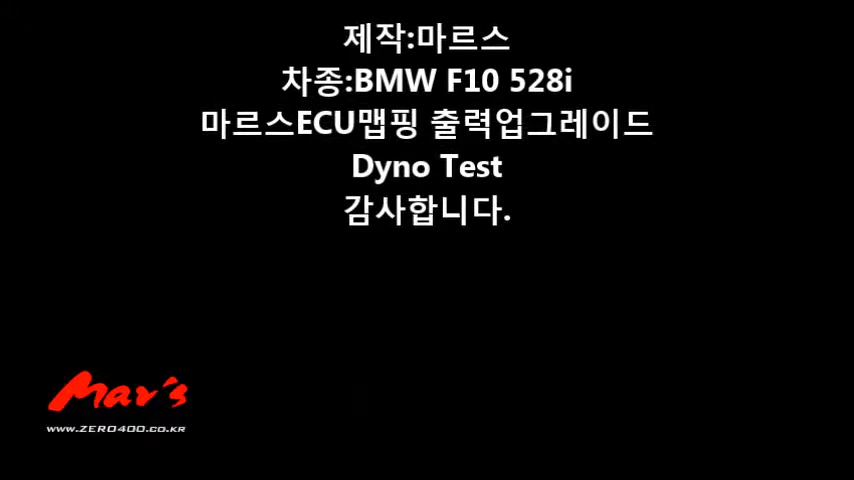 제작:마르스
차종:BMW F10 528i
마르스ECU맵핑 출력업그레이드
Dyno Test
감사합니다.
Mar's
www.ZERO400.co.kr